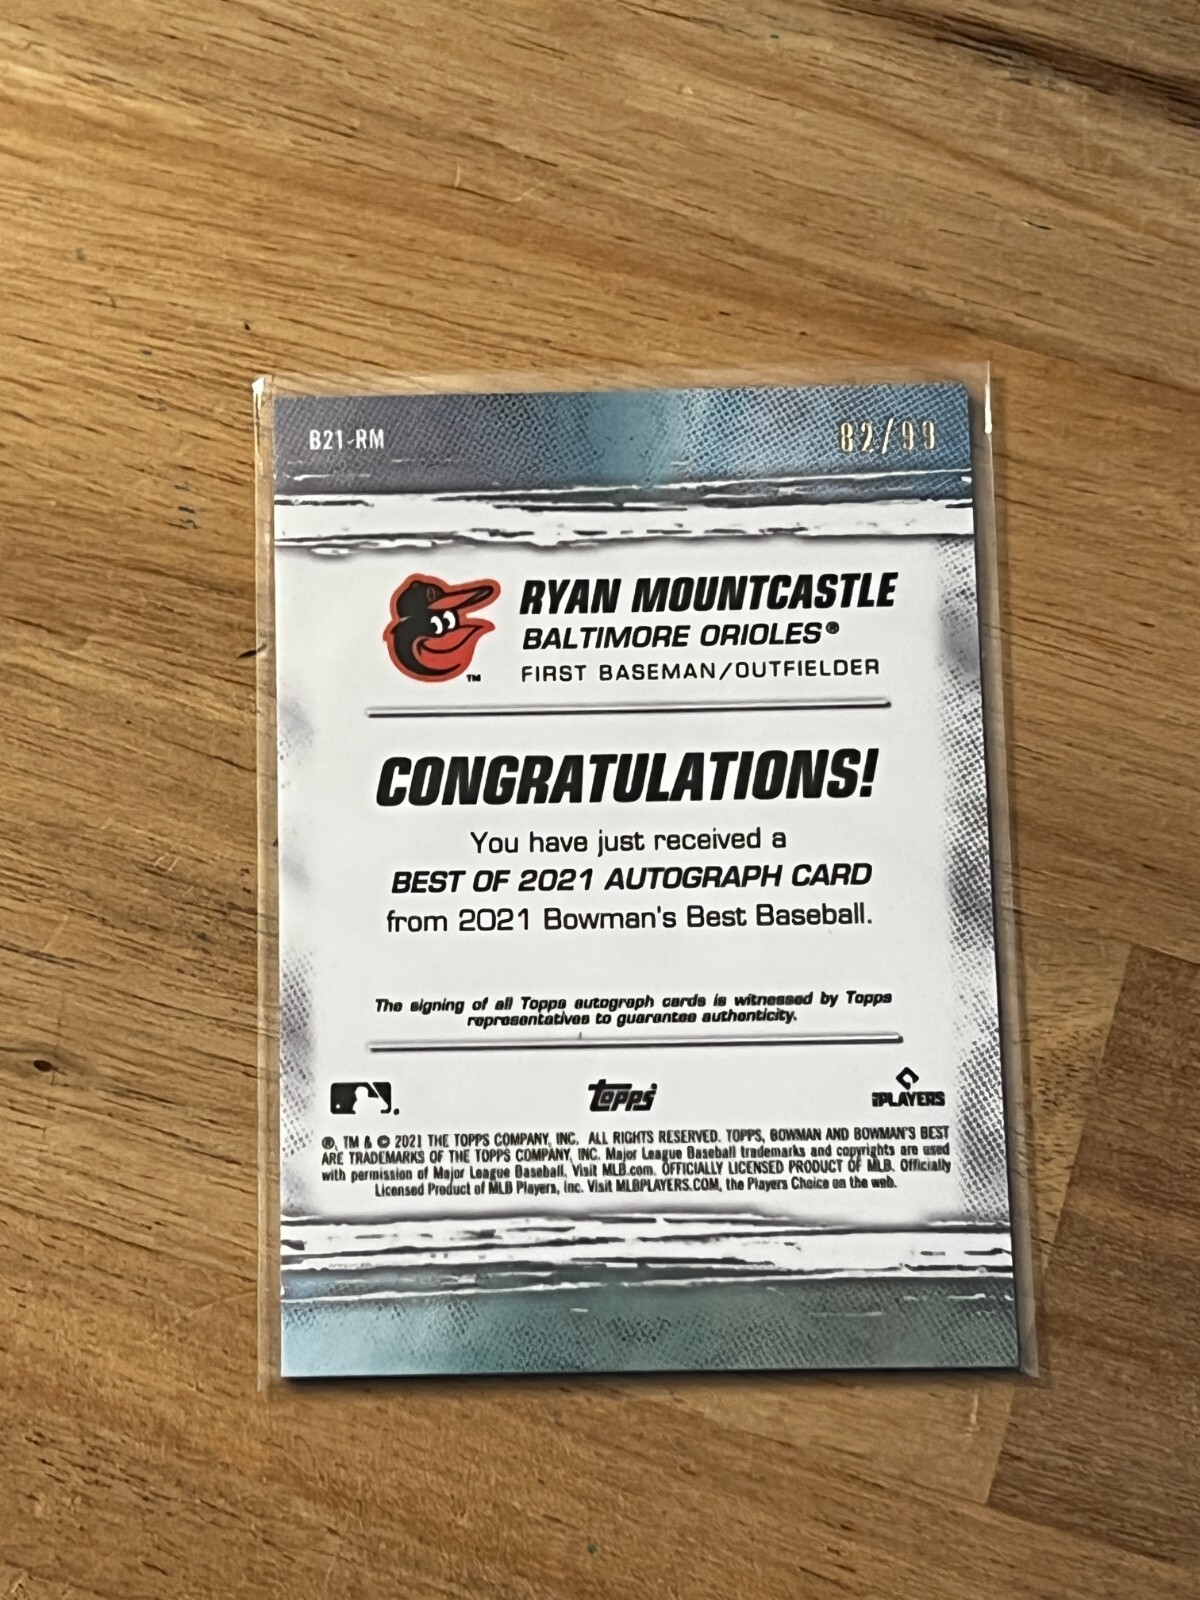 B21-RM
82/99
RYAN MOUNTCASTLE
BALTIMORE ORIOLES®
™
FIRST BASEMAN/OUTFIELDER
CONGRATULATIONS!
You have just received a
BEST OF 2021 AUTOGRAPH CARD
from 2021 Bowman's Best Baseball.
The signing of all Topps autograph cards is witnessed by Topps
representatives to guarantee authenticity.
topps
PLAYERS
®, TM & © 2021 THE TOPPS COMPANY, INC. ALL RIGHTS RESERVED. TOPPS, BOWMAN AND BOWMAN'S BEST
ARE TRADEMARKS OF THE TOPPS COMPANY, INC. Major League Baseball trademarks and copyrights are used
with permission of Major League Baseball. Visit MLB.com. OFFICIALLY LICENSED PRODUCT OF MLB. Officially
Licensed Product of MLB Players, Inc. Visit MLBPLAYERS.COM, the Players Choice on the web.